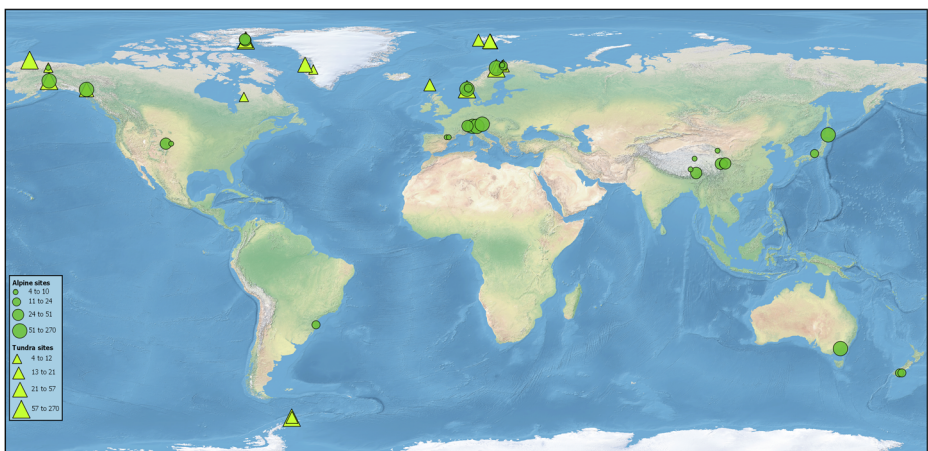 Alpine sites
4 to 10
11 to 24
24 to 51
51 to 270
Tundra sites
4 to 12
13 to 21
21 to 57
57 to 270